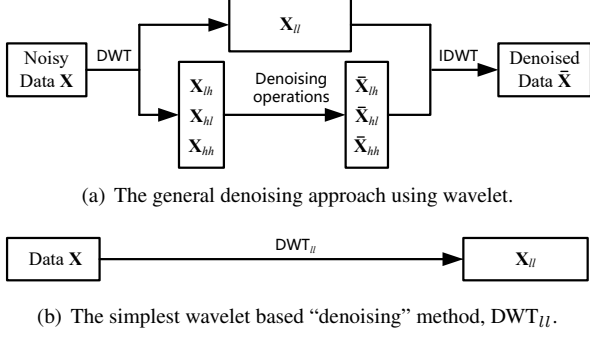 X_ll
Noisy
Data X
DWT
X_lh
X_hl
X_hh
Denoising
operations
X̄_lh
X̄_hl
X̄_hh
IDWT
Denoised
Data X̄
(a) The general denoising approach using wavelet.
Data X
DWT_ll
X_ll
(b) The simplest wavelet based “denoising” method, DWT_ll.